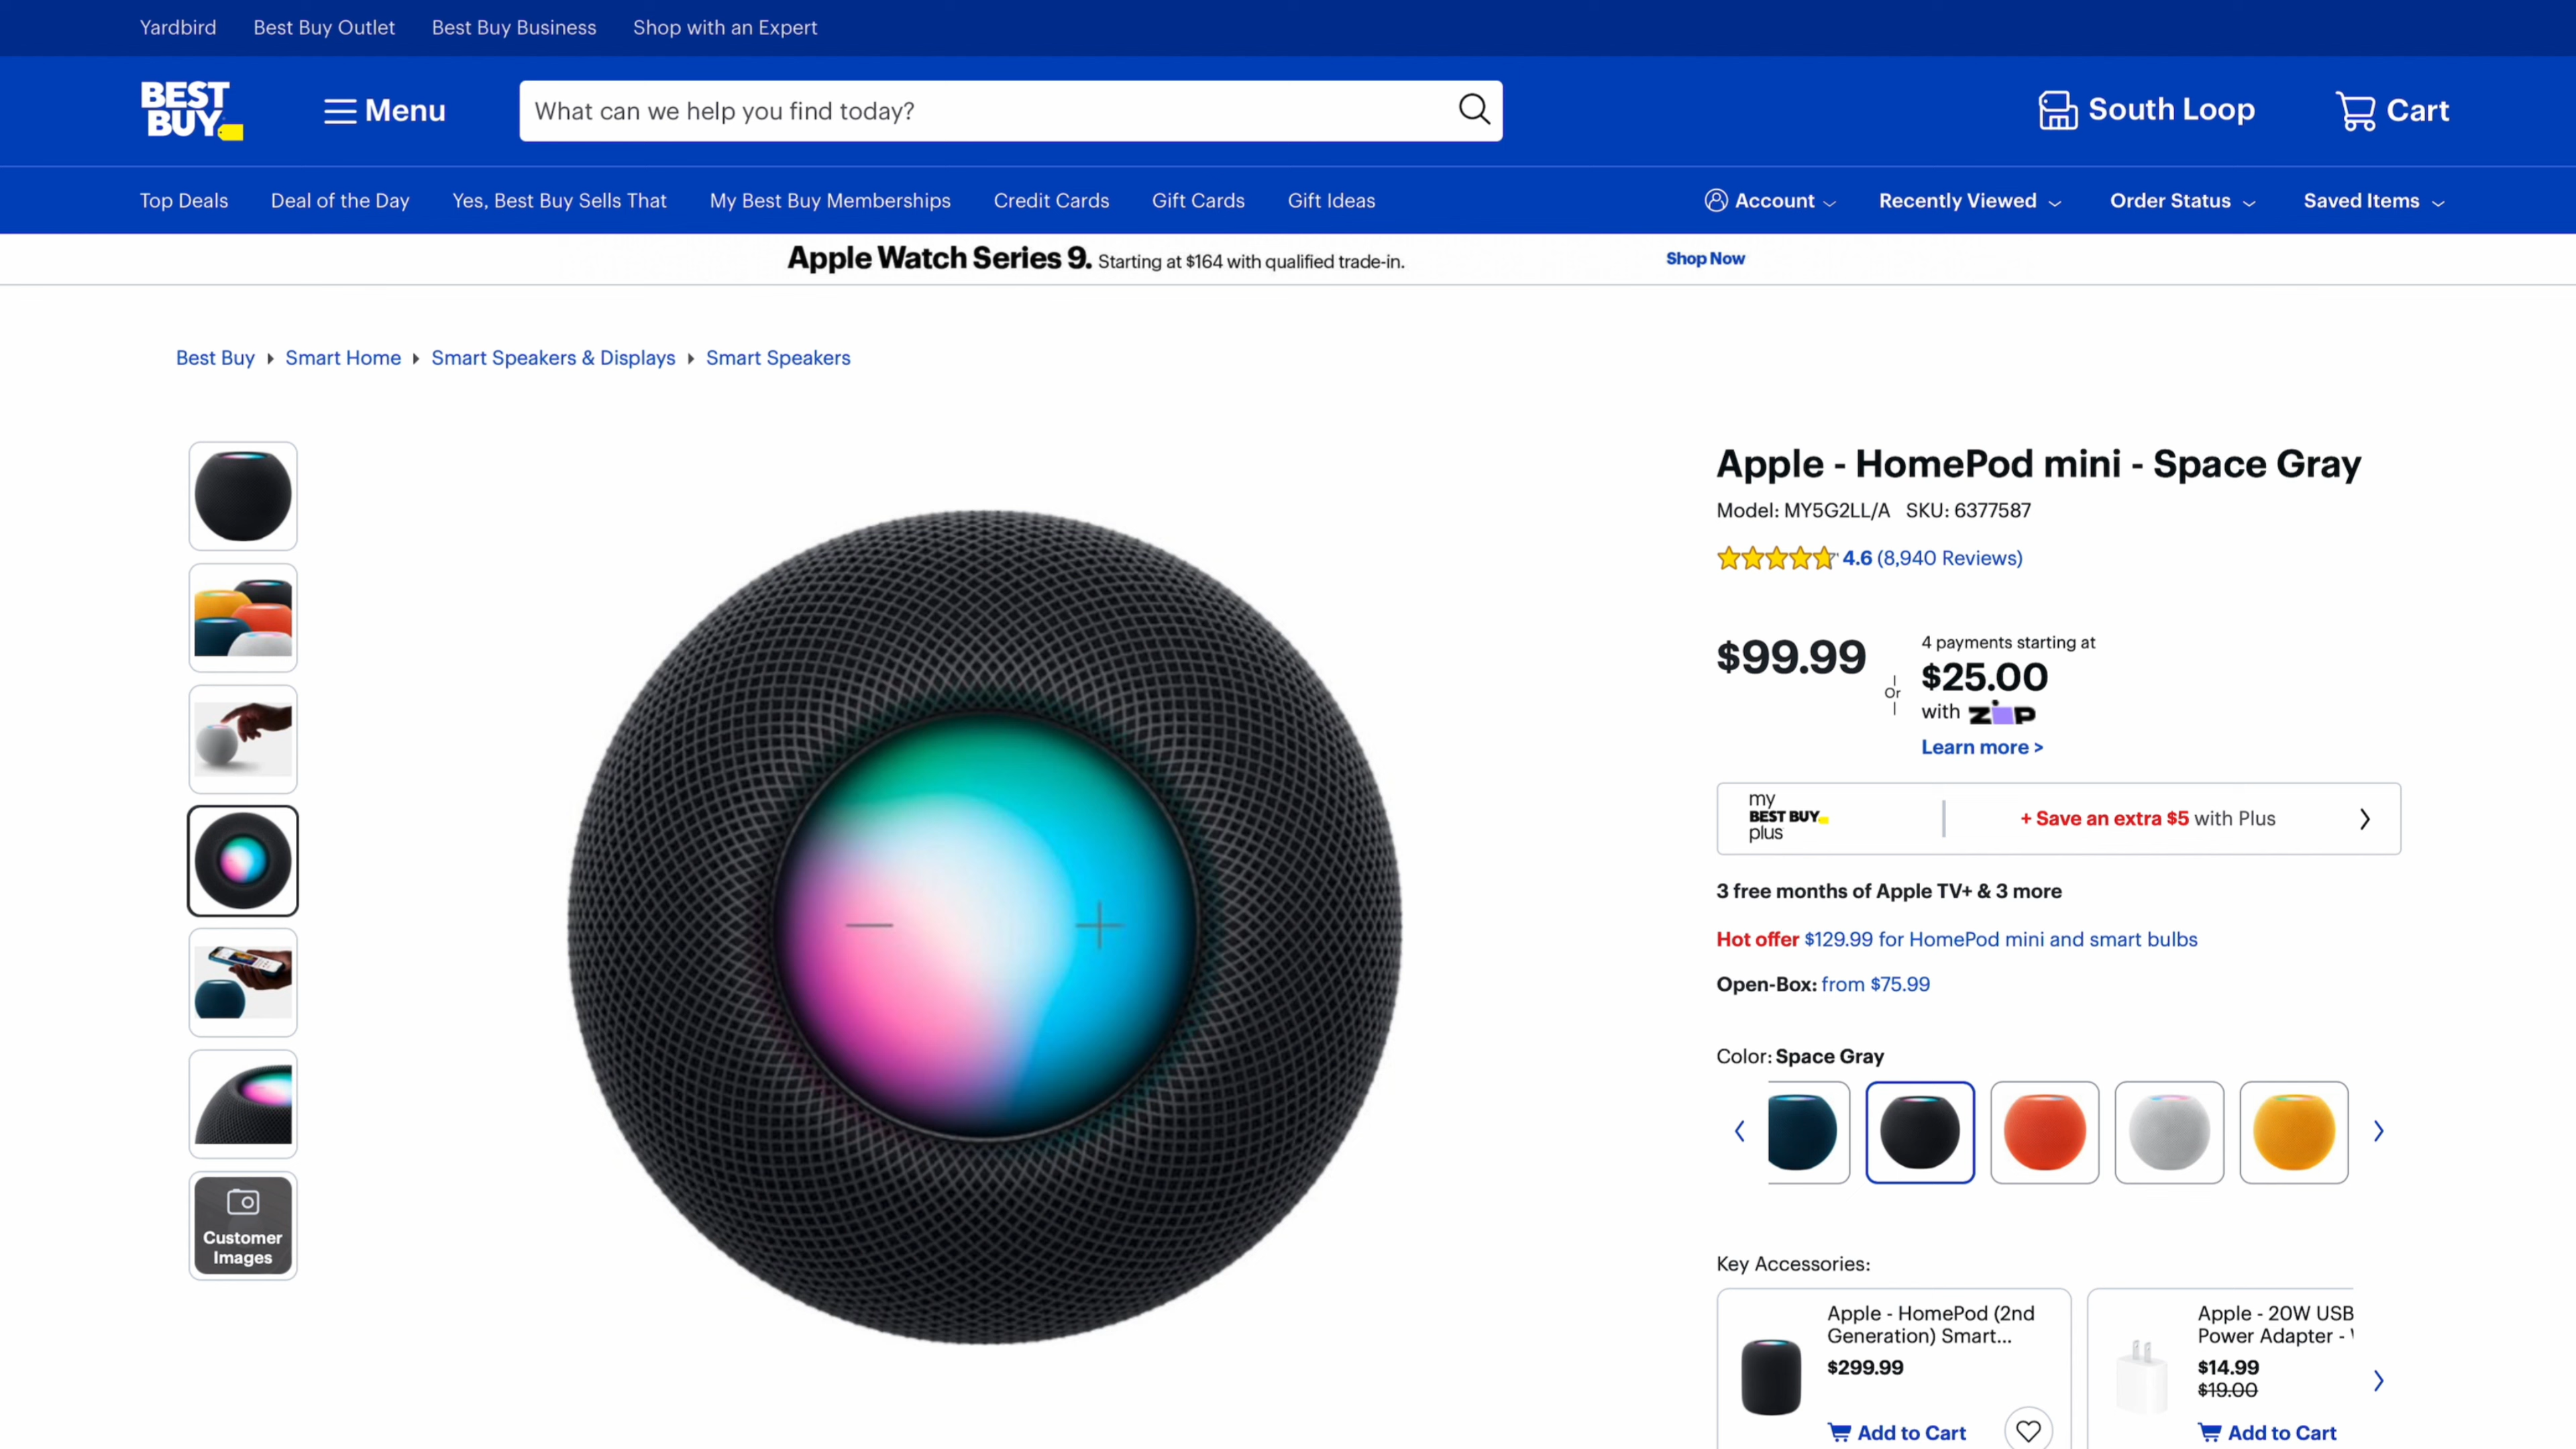 Yardbird Best Buy Outlet Best Buy Business Shop with an Expert
BEST BUY
Menu
What can we help you find today?
South Loop
Cart
Top Deals Deal of the Day Yes, Best Buy Sells That My Best Buy Memberships Credit Cards Gift Cards Gift Ideas Account Recently Viewed Order Status Saved Items
Apple Watch Series 9. Starting at $164 with qualified trade-in. Shop Now
Best Buy Smart Home Smart Speakers & Displays Smart Speakers
Customer
Images
Apple - HomePod mini - Space Gray
Model: MY5G2LL/A SKU: 6377587
4.6 (8,940 Reviews)
$99.99
Or
4 payments starting at
$25.00
with ZIP
Learn more >
my
BEST BUY
plus
+ Save an extra $5 with Plus
3 free months of Apple TV+ & 3 more
Hot offer $129.99 for HomePod mini and smart bulbs
Open-Box: from $75.99
Color: Space Gray
Key Accessories:
Apple - HomePod (2nd
Generation) Smart...
$299.99
Add to Cart
Apple - 20W USB
Power Adapter -
$14.99
$19.00
Add to Cart